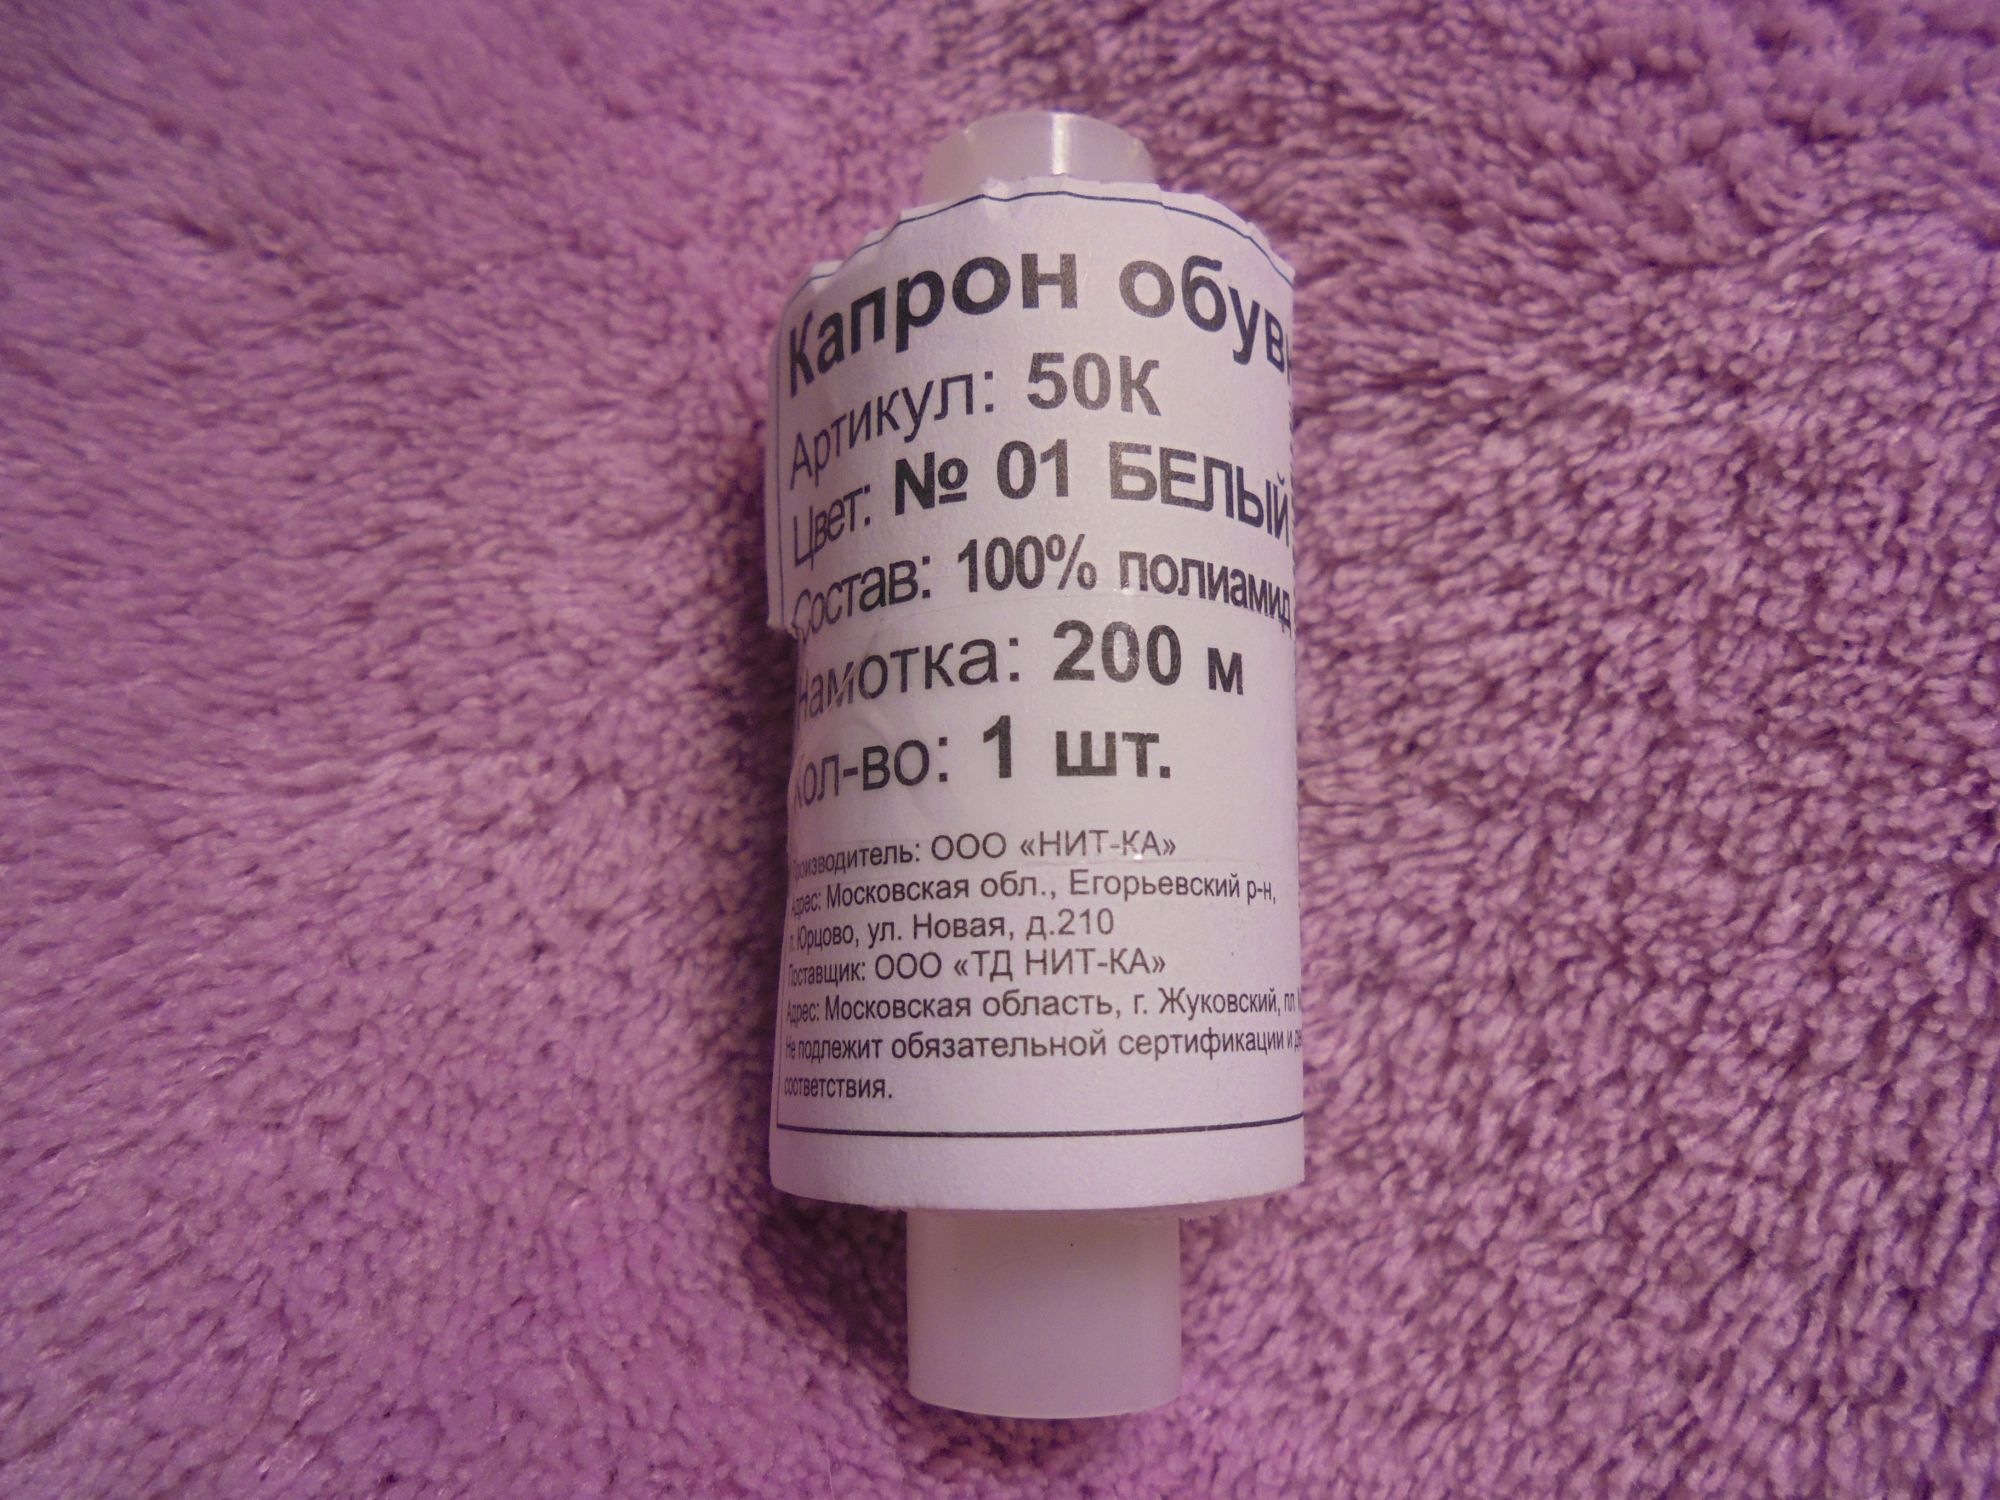 Капрон обувн
Артикул: 50К
Цвет: № 01 БЕЛЫЙ
Состав: 100% полиамид
Намотка: 200 м
Кол-во: 1 шт.
Производитель: ООО «НИТ-КА»
Адрес: Московская обл., Егорьевский р-н,
п. Юрцово, ул. Новая, д.210
Поставщик: ООО «ТД НИТ-КА»
Адрес: Московская область, г. Жуковский, пл.
Не подлежит обязательной сертификации и
соответствия.